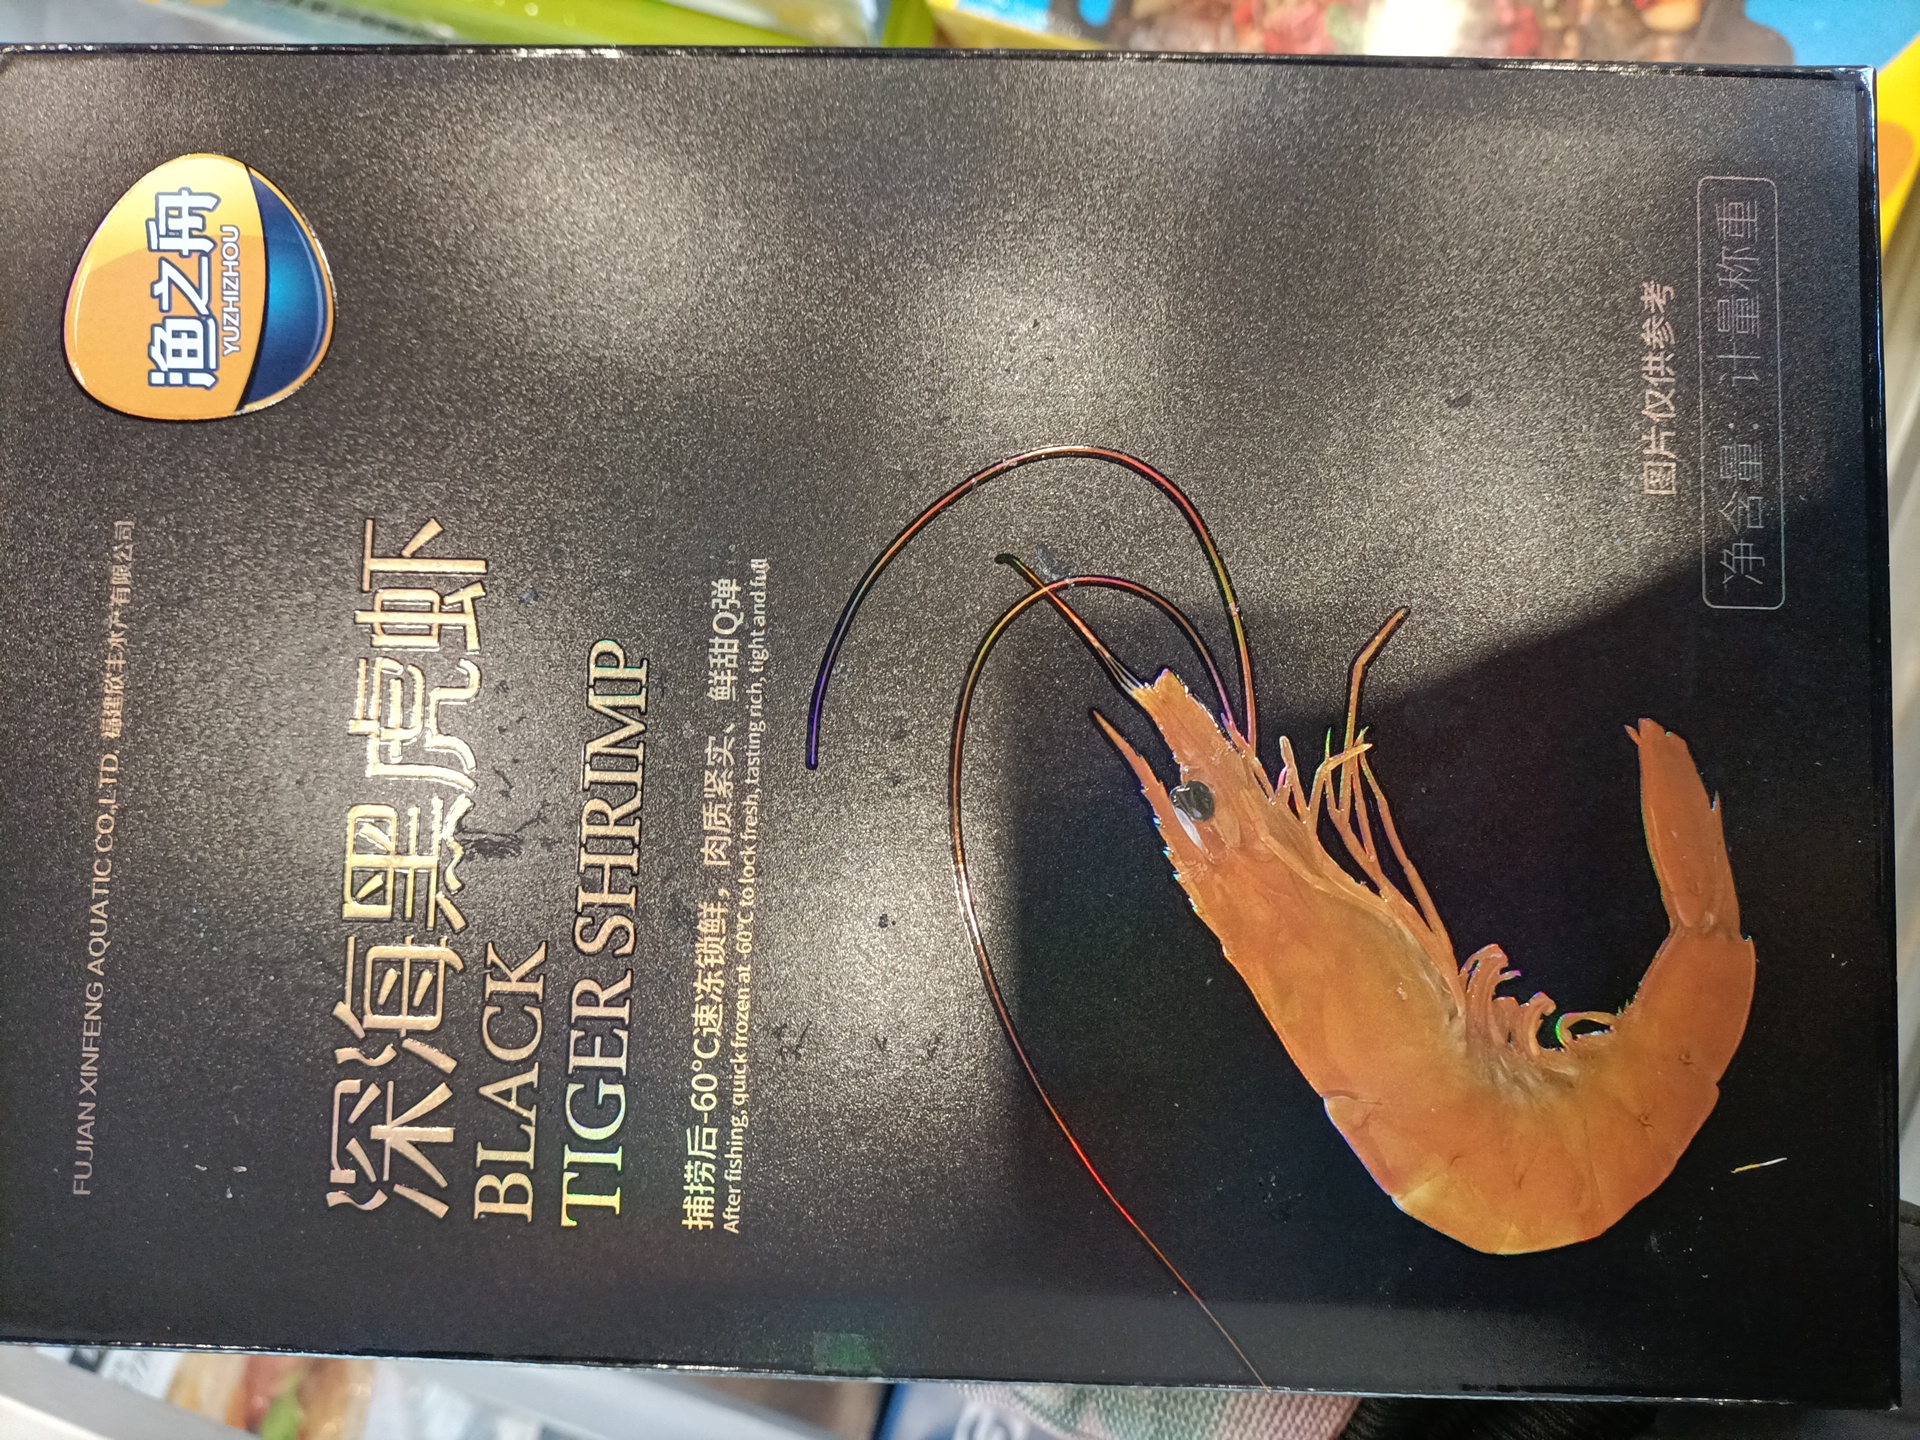 FUJIAN XINFENG AQUATIC CO.,LTD. 福建欣丰水产有限公司
渔之舟
YUZHIZHOU
深海黑虎虾
BLACK
TIGER SHRIMP
捕捞后-60°C速冻锁鲜，肉质紧实、鲜甜Q弹。
After fishing, quick frozen at -60°C to lock fresh, tasting rich, tight and full
图片仅供参考
净含量：计量称重